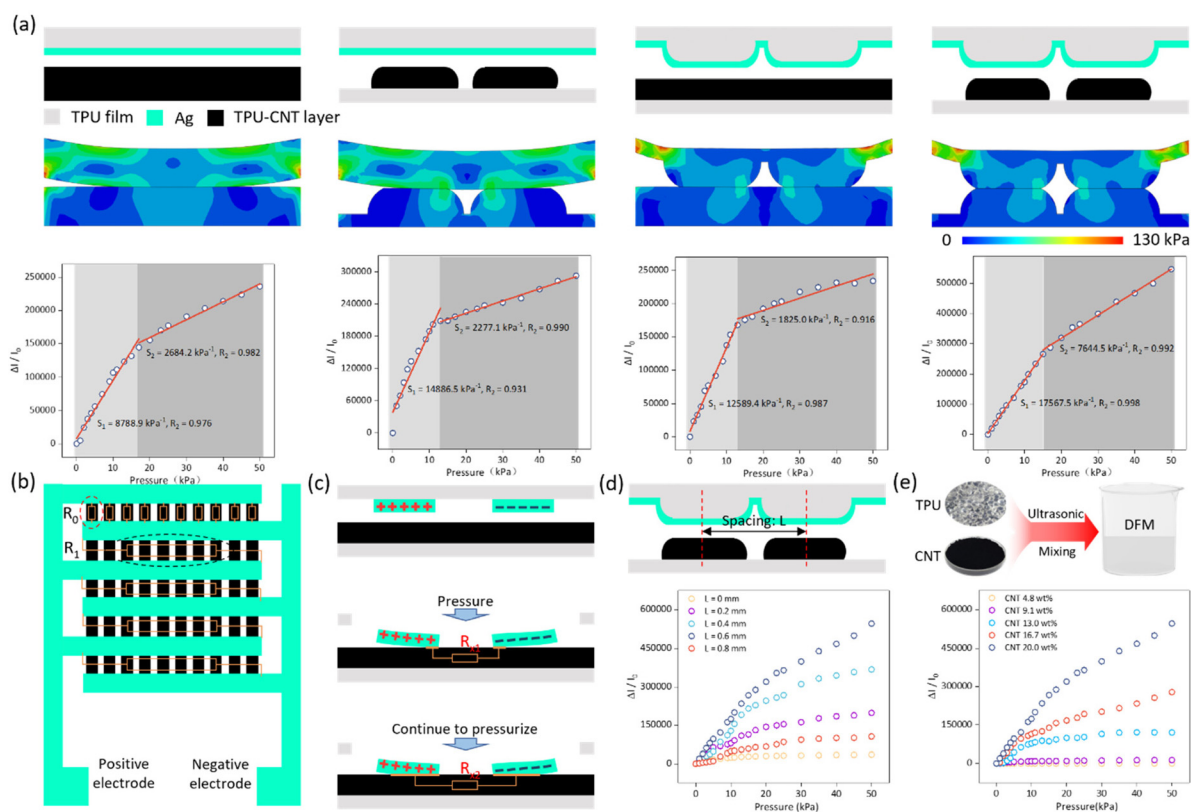 (a)
TPU film
Ag
TPU-CNT layer
0
130 kPa
250000
200000
150000
100000
50000
0
ΔI / I₀
S₂ = 2684.2 kPa⁻¹, R₂ = 0.982
S₁ = 8788.9 kPa⁻¹, R₂ = 0.976
0 10 20 30 40 50
Pressure (kPa)
300000
240000
180000
120000
60000
0
ΔI / I₀
S₂ = 2277.1 kPa⁻¹, R₂ = 0.990
S₁ = 14886.5 kPa⁻¹, R₂ = 0.931
0 10 20 30 40 50
Pressure (kPa)
250000
200000
150000
100000
50000
0
ΔI / I₀
S₂ = 1825.0 kPa⁻¹, R₂ = 0.916
S₁ = 12589.4 kPa⁻¹, R₂ = 0.987
0 10 20 30 40 50
Pressure (kPa)
500000
400000
300000
200000
100000
0
ΔI / I₀
S₂ = 7644.5 kPa⁻¹, R₂ = 0.992
S₁ = 17567.5 kPa⁻¹, R₂ = 0.998
0 10 20 30 40 50
Pressure (kPa)
(b)
R₀
R₁
Positive
electrode
Negative
electrode
(c)
+++++
-----
Pressure
+++++
-----
Continue to pressurize
+++++
-----
(d)
Spacing: L
600000
450000
300000
150000
0
ΔI / I₀
L = 0 mm
L = 0.2 mm
L = 0.4 mm
L = 0.6 mm
L = 0.8 mm
0 10 20 30 40 50
Pressure(kPa)
(e)
TPU
CNT
Ultrasonic
Mixing
DFM
600000
450000
300000
150000
0
ΔI / I₀
CNT 4.8 wt%
CNT 9.1 wt%
CNT 13.0 wt%
CNT 16.7 wt%
CNT 20.0 wt%
0 10 20 30 40 50
Pressure(kPa)